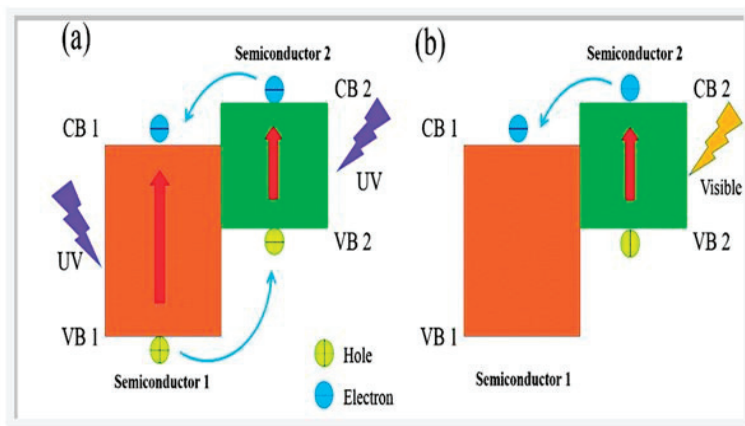 (a)
Semiconductor 2
CB 2
CB 1
UV
UV
VB 2
VB 1
Semiconductor 1
Hole
Electron
(b)
Semiconductor 2
CB 2
CB 1
Visible
VB 2
VB 1
Semiconductor 1